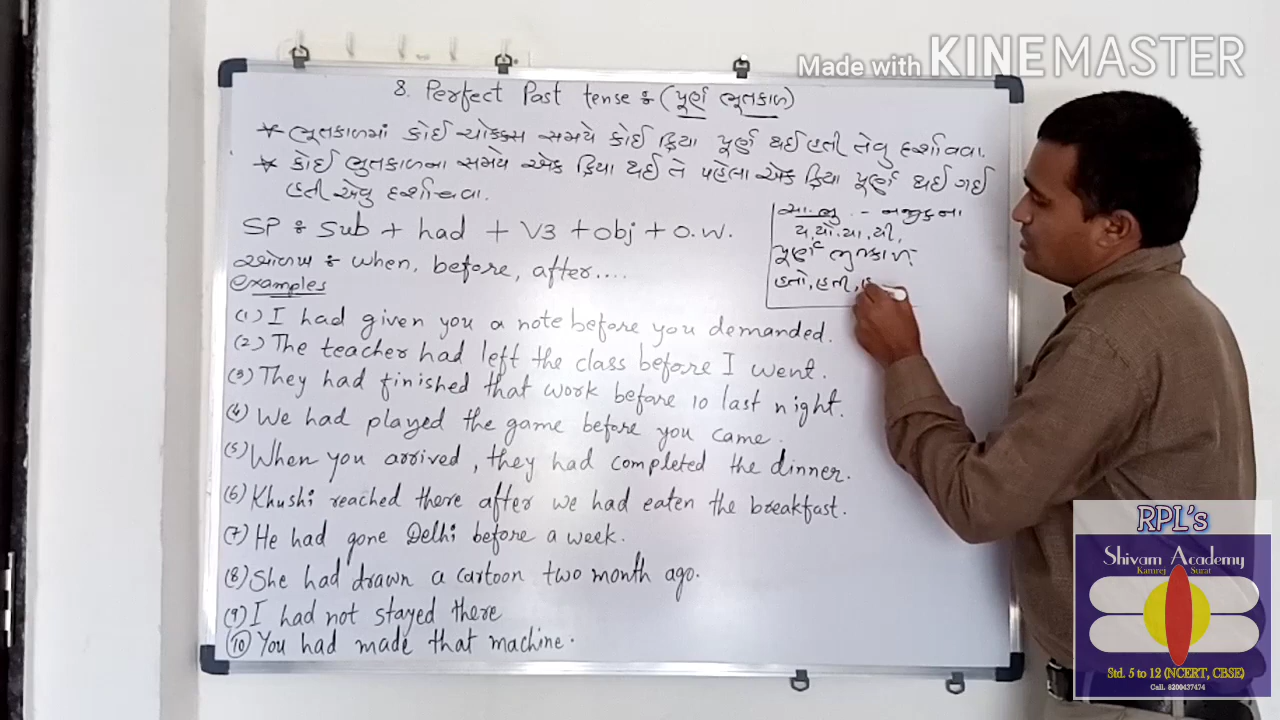 Made with KINEMASTER
8. Perfect Past tense : (પૂર્ણ ભૂતકાળ)
* ભૂતકાળમાં કોઈ ચોક્કસ સમયે કોઈ ક્રિયા પૂર્ણ થઈ હતી તેવુ દર્શાવવા.
* કોઈ ભુતકાળના સમયે એક ક્રિયા થઈ તે પહેલા એક ક્રિયા પૂર્ણ થઈ ગઈ
હતી એવુ દર્શાવવા.
સા.ભુ. - નજીકના
ય, યો, યા, યી,
પૂર્ણ ભુતકાળ:
હતો, હતી, હ
SP : Sub + had + V3 + obj + O.W.
ઓળખ : when, before, after....
examples
(1) I had given you a note before you demanded.
(2) The teacher had left the class before I went.
(3) They had finished that work before 10 last night.
(4) We had played the game before you came.
(5) When you arrived, they had completed the dinner.
(6) Khushi reached there after we had eaten the breakfast.
(7) He had gone Delhi before a week.
(8) She had drawn a cartoon two month ago.
(9) I had not stayed there
(10) You had made that machine.
RPL's
Shivam Academy
Kamrej Surat
Std. 5 to 12 (NCERT, CBSE)
Call. 8200437474